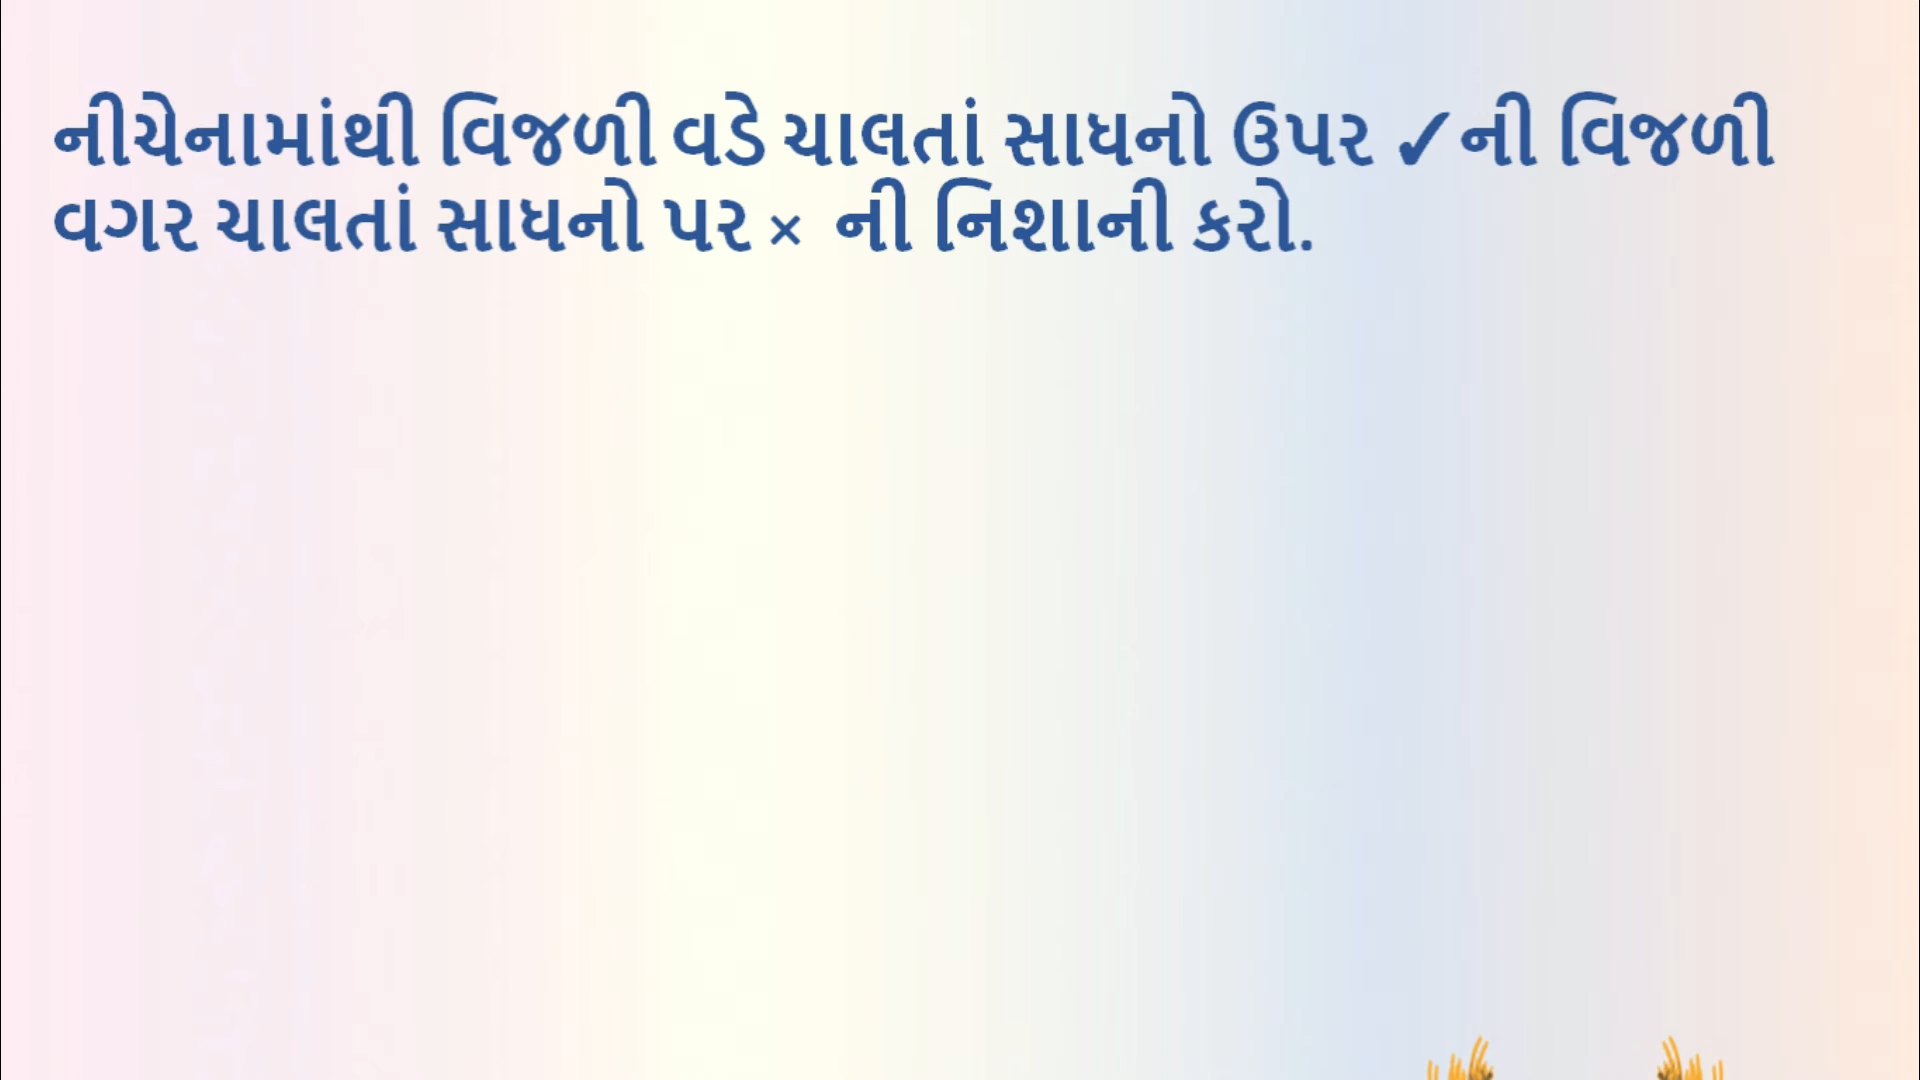 નીચેનામાંથી વિજળી વડે ચાલતાં સાધનો ઉપર ✓ની વિજળી
વગર ચાલતાં સાધનો પર × ની નિશાની કરો.